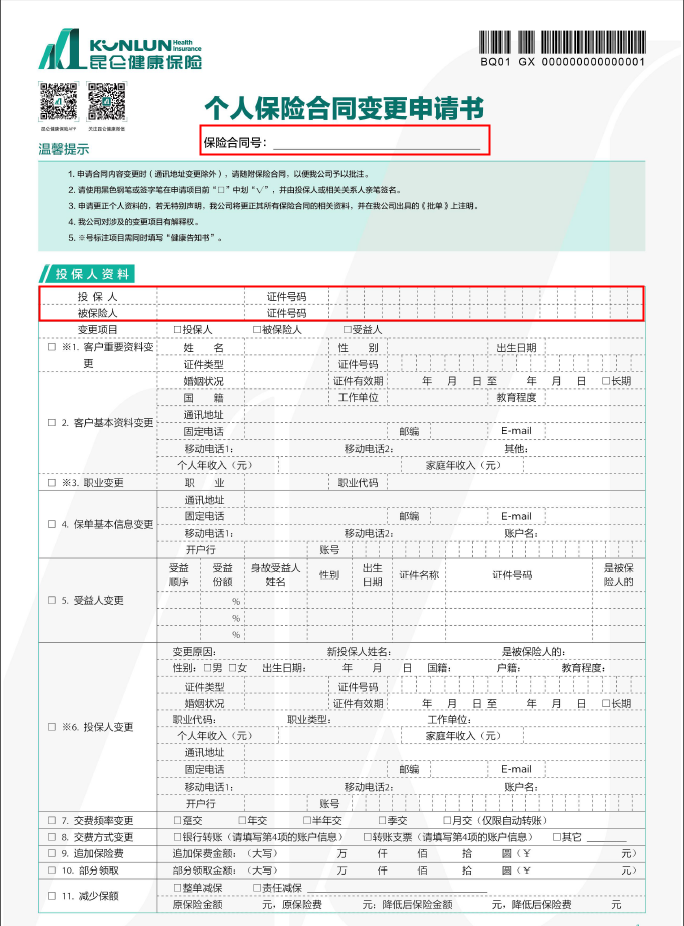 KUNLUN Health Insurance
昆仑健康保险
BQ01 GX 000000000000001
昆仑健康保险APP 关注昆仑健康微信
个人保险合同变更申请书
保险合同号：
温馨提示
1. 申请合同内容变更时（通讯地址变更除外），请随附保险合同，以便我公司予以批注。
2. 请使用黑色钢笔或签字笔在申请项目前“□”中划“√”，并由投保人或相关关系人亲笔签名。
3. 申请更正个人资料的，若无特别声明，我公司将更正其所有保险合同的相关资料，并在我公司出具的《批单》上注明。
4. 我公司对涉及的变更项目有解释权。
5. ※号标注项目需同时填写“健康告知书”。
投保人资料
投 保 人 证件号码
被保险人 证件号码
变更项目 □投保人 □被保险人 □受益人
□ ※1. 客户重要资料变更
姓 名 性 别 出生日期
证件类型 证件号码
□ 2. 客户基本资料变更
婚姻状况 证件有效期 年 月 日 至 年 月 日 □长期
国 籍 工作单位 教育程度
通讯地址
固定电话 邮编 E-mail
移动电话1: 移动电话2: 其他:
个人年收入（元） 家庭年收入（元）
□ ※3. 职业变更 职 业 职业代码
□ 4. 保单基本信息变更
通讯地址
固定电话 邮编 E-mail
移动电话1: 移动电话2: 账户名:
开户行 账号
□ 5. 受益人变更
受益顺序 受益份额 身故受益人姓名 性别 出生日期 证件名称 证件号码 是被保险人的
%
%
%
□ ※6. 投保人变更
变更原因: 新投保人姓名: 是被保险人的:
性别: □男 □女 出生日期: 年 月 日 国籍: 户籍: 教育程度:
证件类型 证件号码
婚姻状况 证件有效期 年 月 日 至 年 月 日 □长期
职业代码: 职业类型: 工作单位:
个人年收入（元） 家庭年收入（元）
通讯地址
固定电话 邮编 E-mail
移动电话1: 移动电话2: 账户名:
开户行 账号
□ 7. 交费频率变更 □趸交 □年交 □半年交 □季交 □月交（仅限自动转账）
□ 8. 交费方式变更 □银行转账（请填写第4项的账户信息） □转账支票（请填写第4项的账户信息） □其它
□ 9. 追加保险费 追加保费金额:（大写） 万 仟 佰 拾 圆（¥ 元）
□ 10. 部分领取 部分领取金额:（大写） 万 仟 佰 拾 圆（¥ 元）
□ 11. 减少保额
□整单减保 □责任减保
原保险金额 元，原保险费 元; 降低后保险金额 元，降低后保险费 元